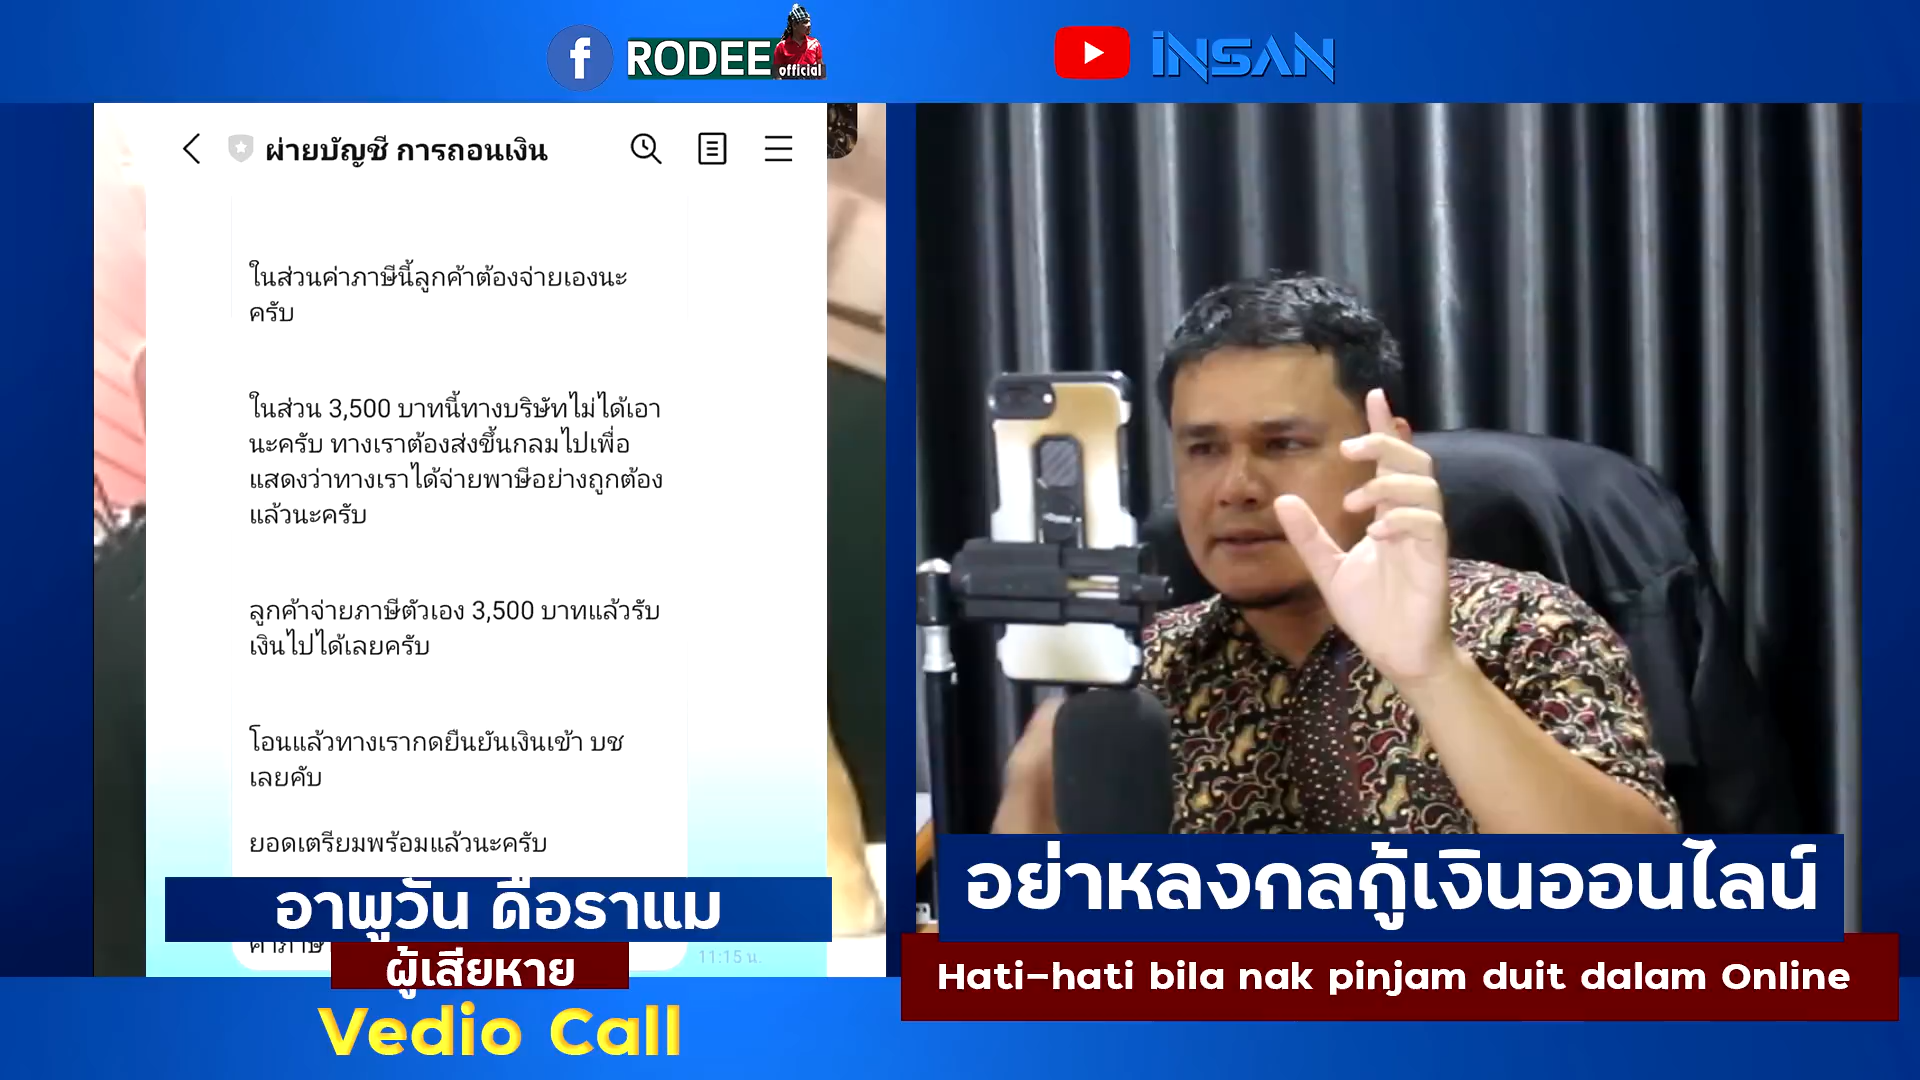 RODEE
official
INSAN
ผ่ายบัญชี การถอนเงิน
ในส่วนค่าภาษีนี้ลูกค้าต้องจ่ายเองนะ
ครับ
ในส่วน 3,500 บาทนี้ทางบริษัทไม่ได้เอา
นะครับ ทางเราต้องส่งขึ้นกลมไปเพื่อ
แสดงว่าทางเราได้จ่ายพาษีอย่างถูกต้อง
แล้วนะครับ
ลูกค้าจ่ายภาษีตัวเอง 3,500 บาทแล้วรับ
เงินไปได้เลยครับ
โอนแล้วทางเรากดยืนยันเงินเข้า บช
เลยคับ
ยอดเตรียมพร้อมแล้วนะครับ
ค่าภาษี
11:15 น.
อาพูวัน ดือราแม
ผู้เสียหาย
Vedio Call
อย่าหลงกลกู้เงินออนไลน์
Hati-hati bila nak pinjam duit dalam Online